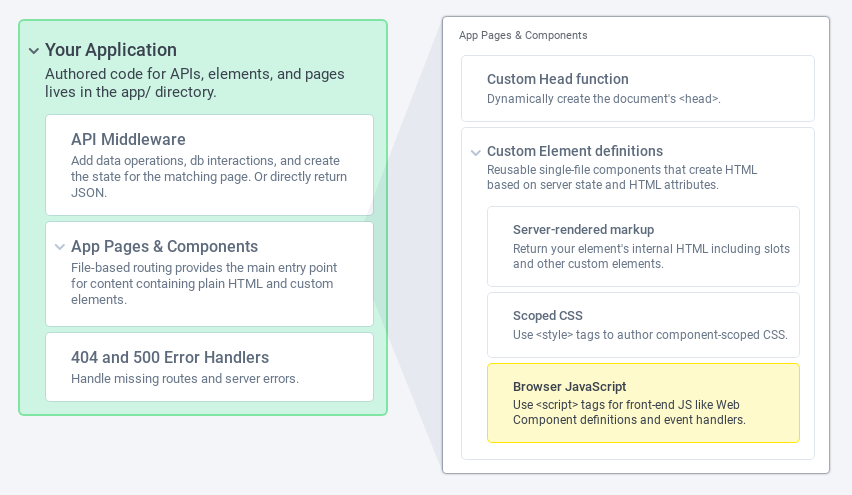 Your Application
Authored code for APIs, elements, and pages
lives in the app/ directory.
API Middleware
Add data operations, db interactions, and create
the state for the matching page. Or directly return
JSON.
App Pages & Components
File-based routing provides the main entry point
for content containing plain HTML and custom
elements.
404 and 500 Error Handlers
Handle missing routes and server errors.
App Pages & Components
Custom Head function
Dynamically create the document's <head>.
Custom Element definitions
Reusable single-file components that create HTML
based on server state and HTML attributes.
Server-rendered markup
Return your element's internal HTML including slots
and other custom elements.
Scoped CSS
Use <style> tags to author component-scoped CSS.
Browser JavaScript
Use <script> tags for front-end JS like Web
Component definitions and event handlers.